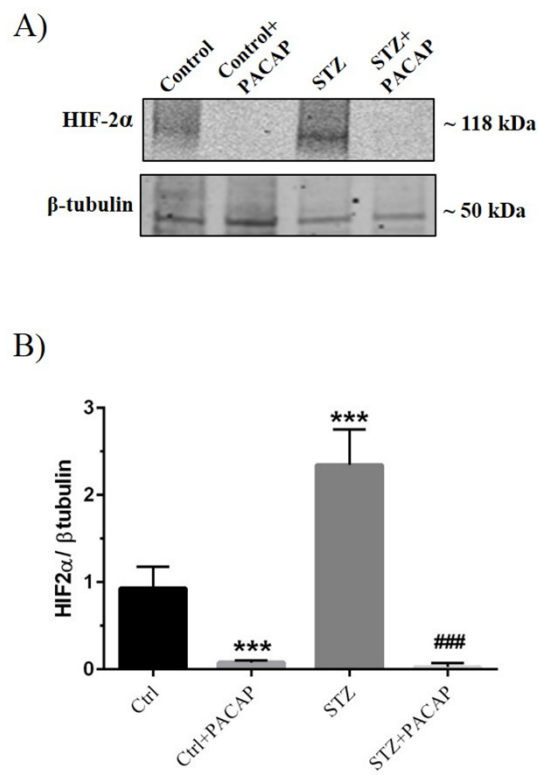 A)
Control
Control+
PACAP
STZ
STZ+
PACAP
HIF-2α
~ 118 kDa
β-tubulin
~ 50 kDa
B)
HIF2α/ βtubulin
3
2
1
0
***
***
###
Ctrl
Ctrl+PACAP
STZ
STZ+PACAP